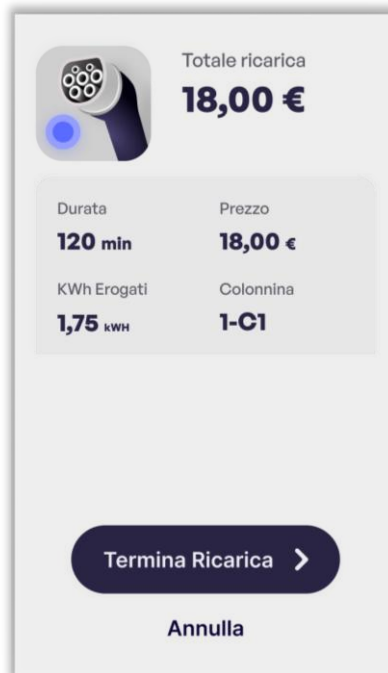 Totale ricarica
18,00 €
Durata
Prezzo
120 min
18,00 €
KWh Erogati
Colonnina
1,75 KWH
1-C1
Termina Ricarica
Annulla